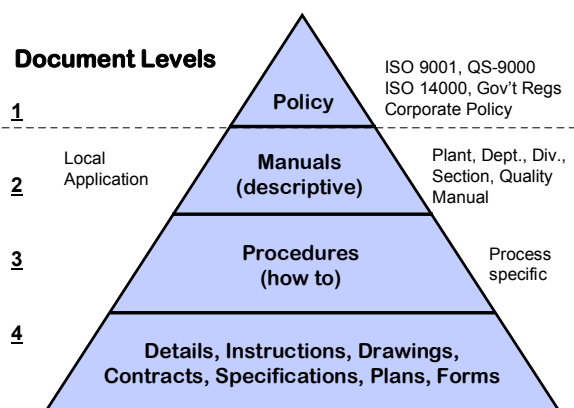 Document Levels
ISO 9001, QS-9000
ISO 14000, Gov't Regs
Corporate Policy
Policy
1
Local
Application
Manuals
(descriptive)
Plant, Dept., Div.,
Section, Quality
Manual
2
Procedures
(how to)
Process
specific
3
4
Details, Instructions, Drawings,
Contracts, Specifications, Plans, Forms